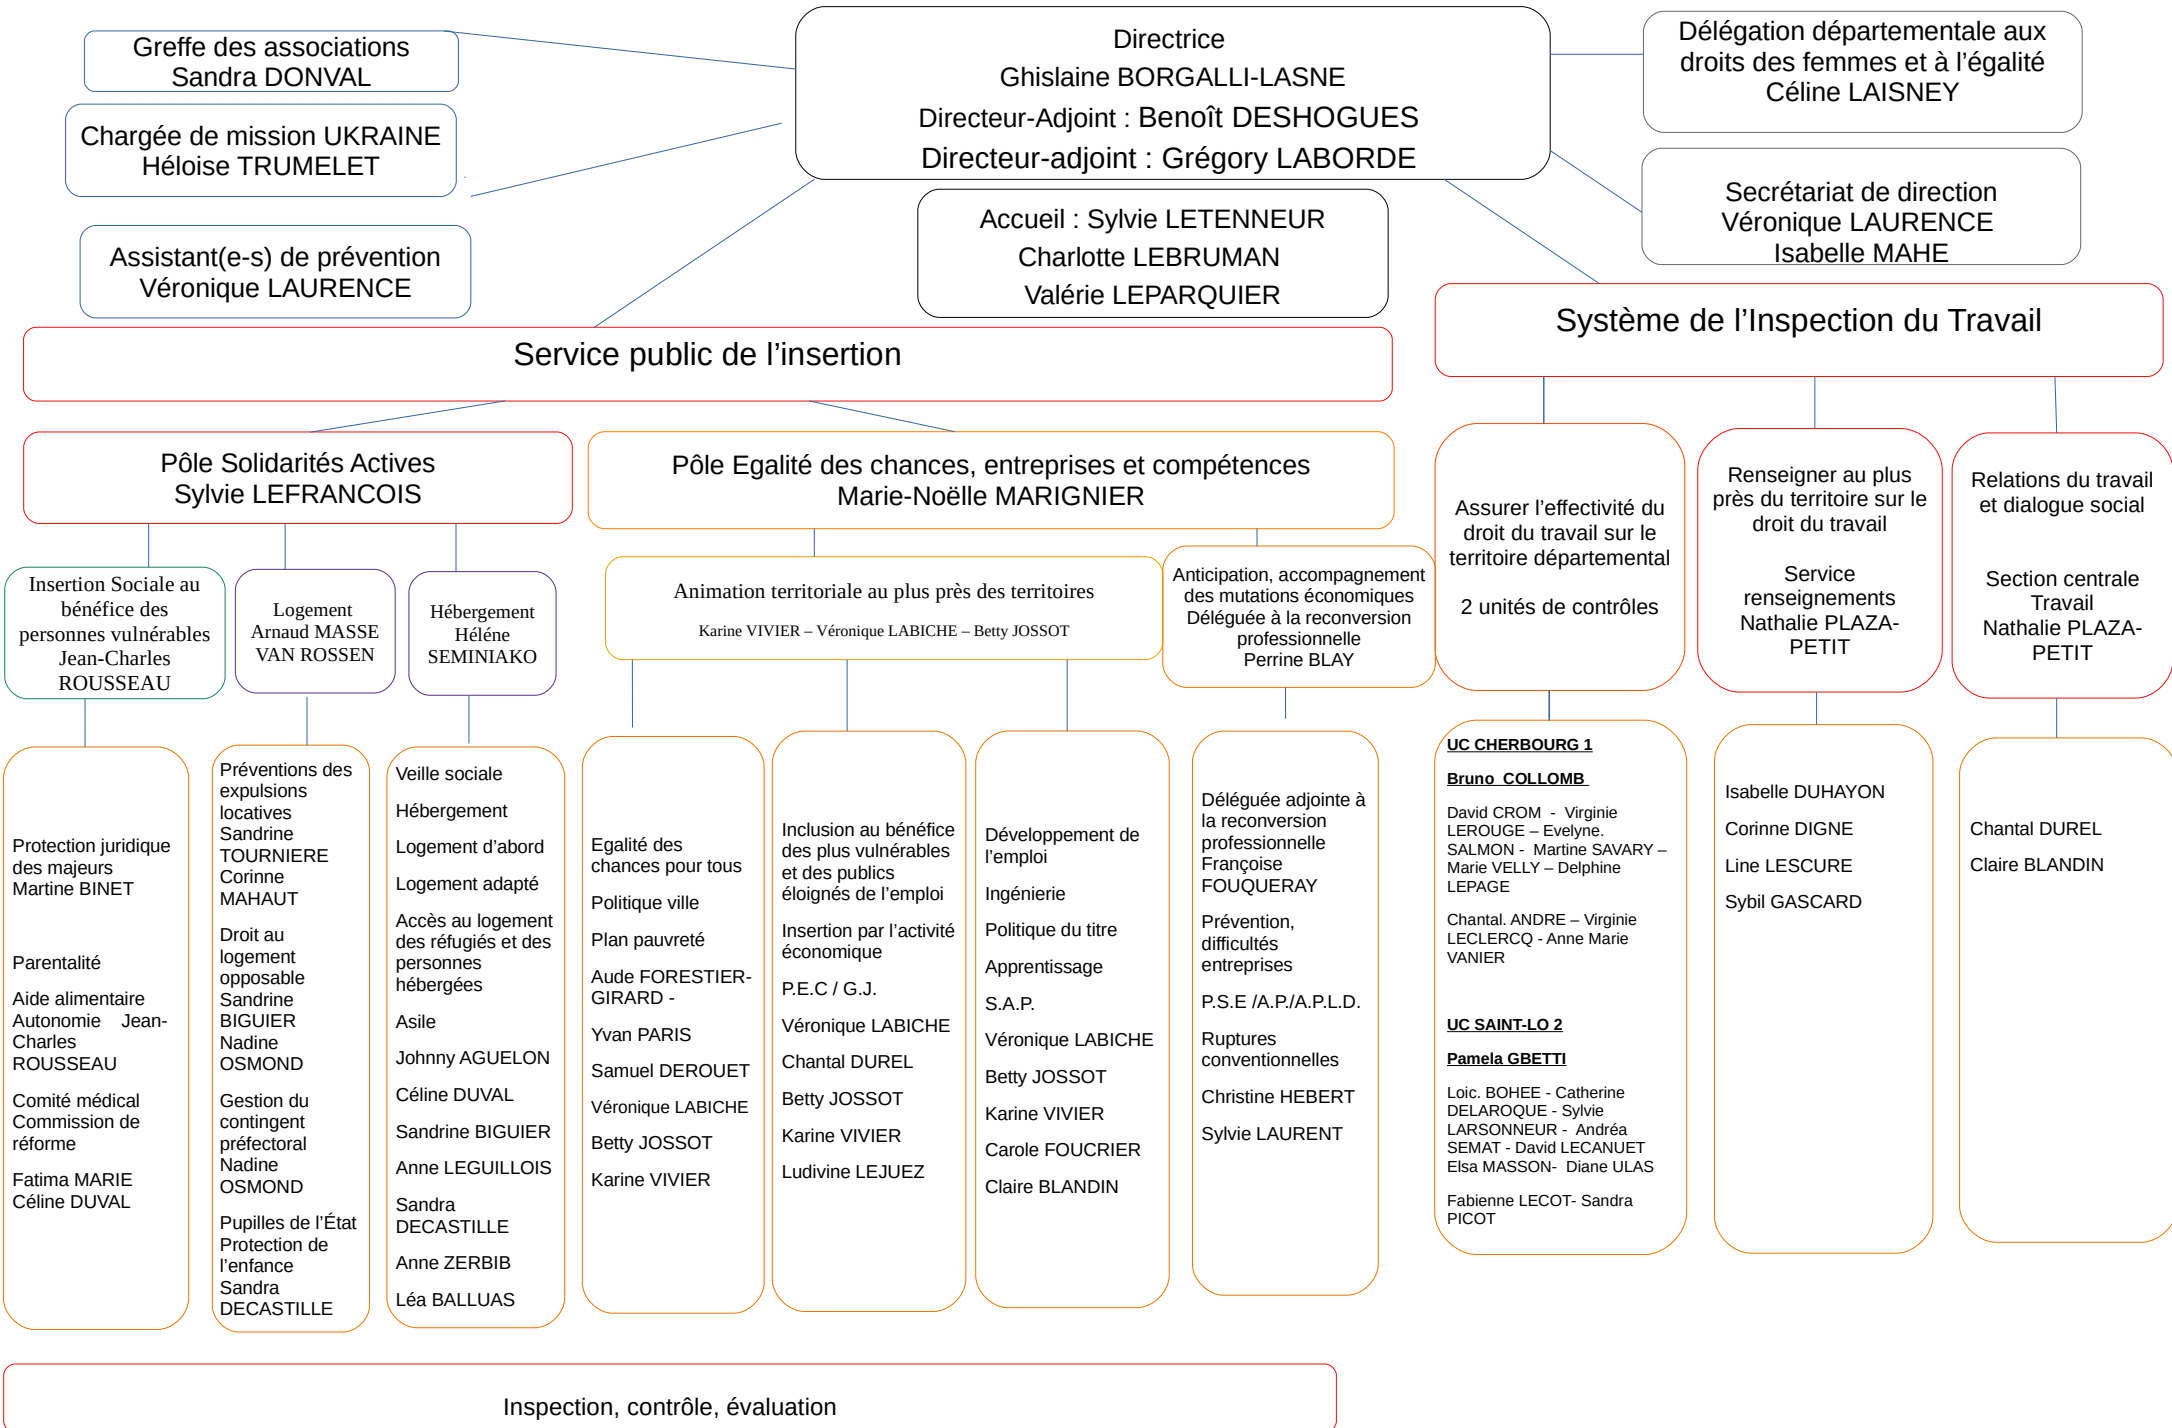 Greffe des associations
Sandra DONVAL
Directrice
Ghislaine BORGALLI-LASNE
Directeur-Adjoint : Benoît DESHOGUES
Directeur-adjoint : Grégory LABORDE
Délégation départementale aux
droits des femmes et à l’égalité
Céline LAISNEY
Chargée de mission UKRAINE
Héloise TRUMELET
Secrétariat de direction
Véronique LAURENCE
Isabelle MAHE
Assistant(e-s) de prévention
Véronique LAURENCE
Accueil : Sylvie LETENNEUR
Charlotte LEBRUMAN
Valérie LEPARQUIER
Service public de l’insertion
Système de l’Inspection du Travail
Pôle Solidarités Actives
Sylvie LEFRANCOIS
Pôle Egalité des chances, entreprises et compétences
Marie-Noëlle MARIGNIER
Assurer l’effectivité du
droit du travail sur le
territoire départemental
2 unités de contrôles
Renseigner au plus
près du territoire sur le
droit du travail
Service
renseignements
Nathalie PLAZA-
PETIT
Relations du travail
et dialogue social
Section centrale
Travail
Nathalie PLAZA-
PETIT
Insertion Sociale au
bénéfice des
personnes vulnérables
Jean-Charles
ROUSSEAU
Logement
Arnaud MASSE
VAN ROSSEN
Hébergement
Héléne
SEMINIAKO
Animation territoriale au plus près des territoires
Karine VIVIER – Véronique LABICHE – Betty JOSSOT
Anticipation, accompagnement
des mutations économiques
Déléguée à la reconversion
professionnelle
Perrine BLAY
Protection juridique
des majeurs
Martine BINET
Parentalité
Aide alimentaire
Autonomie Jean-
Charles
ROUSSEAU
Comité médical
Commission de
réforme
Fatima MARIE
Céline DUVAL
Préventions des
expulsions
locatives
Sandrine
TOURNIERE
Corinne
MAHAUT
Droit au
logement
opposable
Sandrine
BIGUIER
Nadine
OSMOND
Gestion du
contingent
préfectoral
Nadine
OSMOND
Pupilles de l’État
Protection de
l’enfance
Sandra
DECASTILLE
Veille sociale
Hébergement
Logement d’abord
Logement adapté
Accès au logement
des réfugiés et des
personnes
hébergées
Asile
Johnny AGUELON
Céline DUVAL
Sandrine BIGUIER
Anne LEGUILLOIS
Sandra
DECASTILLE
Anne ZERBIB
Léa BALLUAS
Egalité des
chances pour tous
Politique ville
Plan pauvreté
Aude FORESTIER-
GIRARD -
Yvan PARIS
Samuel DEROUET
Véronique LABICHE
Betty JOSSOT
Karine VIVIER
Inclusion au bénéfice
des plus vulnérables
et des publics
éloignés de l’emploi
Insertion par l’activité
économique
P.E.C / G.J.
Véronique LABICHE
Chantal DUREL
Betty JOSSOT
Karine VIVIER
Ludivine LEJUEZ
Développement de
l’emploi
Ingénierie
Politique du titre
Apprentissage
S.A.P.
Véronique LABICHE
Betty JOSSOT
Karine VIVIER
Carole FOUCRIER
Claire BLANDIN
Déléguée adjointe à
la reconversion
professionnelle
Françoise
FOUQUERAY
Prévention,
difficultés
entreprises
P.S.E /A.P./A.P.L.D.
Ruptures
conventionnelles
Christine HEBERT
Sylvie LAURENT
UC CHERBOURG 1
Bruno COLLOMB
David CROM - Virginie
LEROUGE – Evelyne.
SALMON - Martine SAVARY –
Marie VELLY – Delphine
LEPAGE
Chantal. ANDRE – Virginie
LECLERCQ - Anne Marie
VANIER
UC SAINT-LO 2
Pamela GBETTI
Loic. BOHEE - Catherine
DELAROQUE - Sylvie
LARSONNEUR - Andréa
SEMAT - David LECANUET
Elsa MASSON- Diane ULAS
Fabienne LECOT- Sandra
PICOT
Isabelle DUHAYON
Corinne DIGNE
Line LESCURE
Sybil GASCARD
Chantal DUREL
Claire BLANDIN
Inspection, contrôle, évaluation